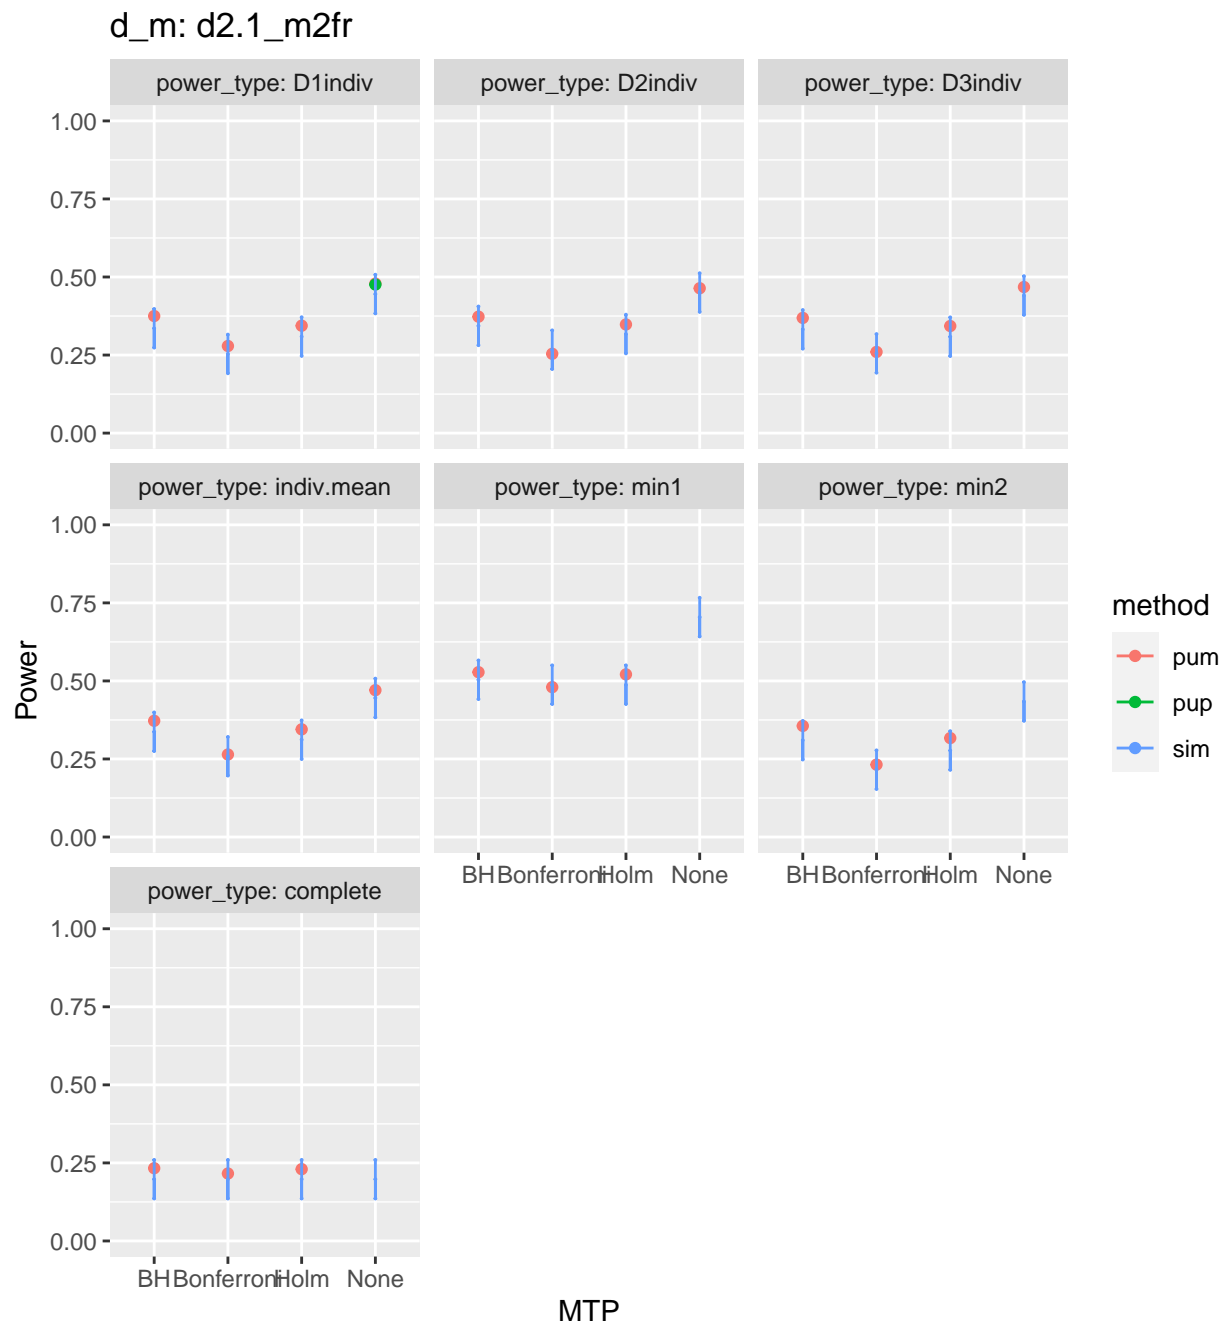 d_m: d2.1_m2fr
power_type: D1indiv
power_type: D2indiv
power_type: D3indiv
1.00
0.75
0.50
0.25
0.00
power_type: indiv.mean
power_type: min1
power_type: min2
1.00
0.75
0.50
0.25
0.00
BH Bonferroni Holm None
BH Bonferroni Holm None
power_type: complete
1.00
0.75
0.50
0.25
0.00
BH Bonferroni Holm None
MTP
Power
method
pum
pup
sim